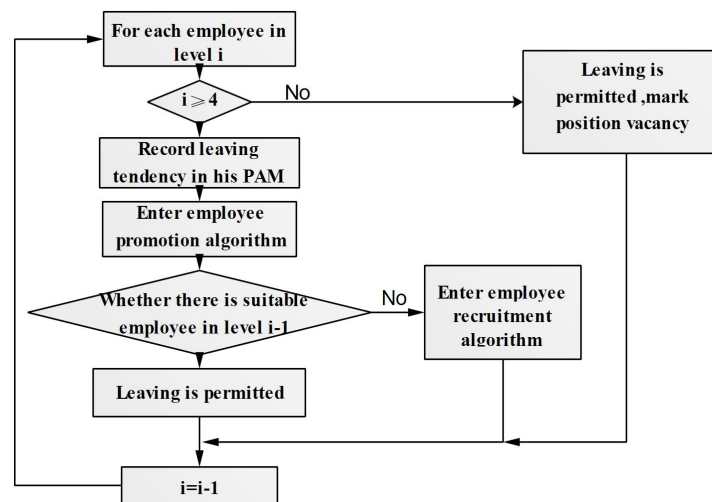 For each employee in
level i
i ⩾ 4
No
Leaving is
permitted ,mark
position vacancy
Record leaving
tendency in his PAM
Enter employee
promotion algorithm
Whether there is suitable
employee in level i-1
No
Enter employee
recruitment
algorithm
Leaving is permitted
i=i-1